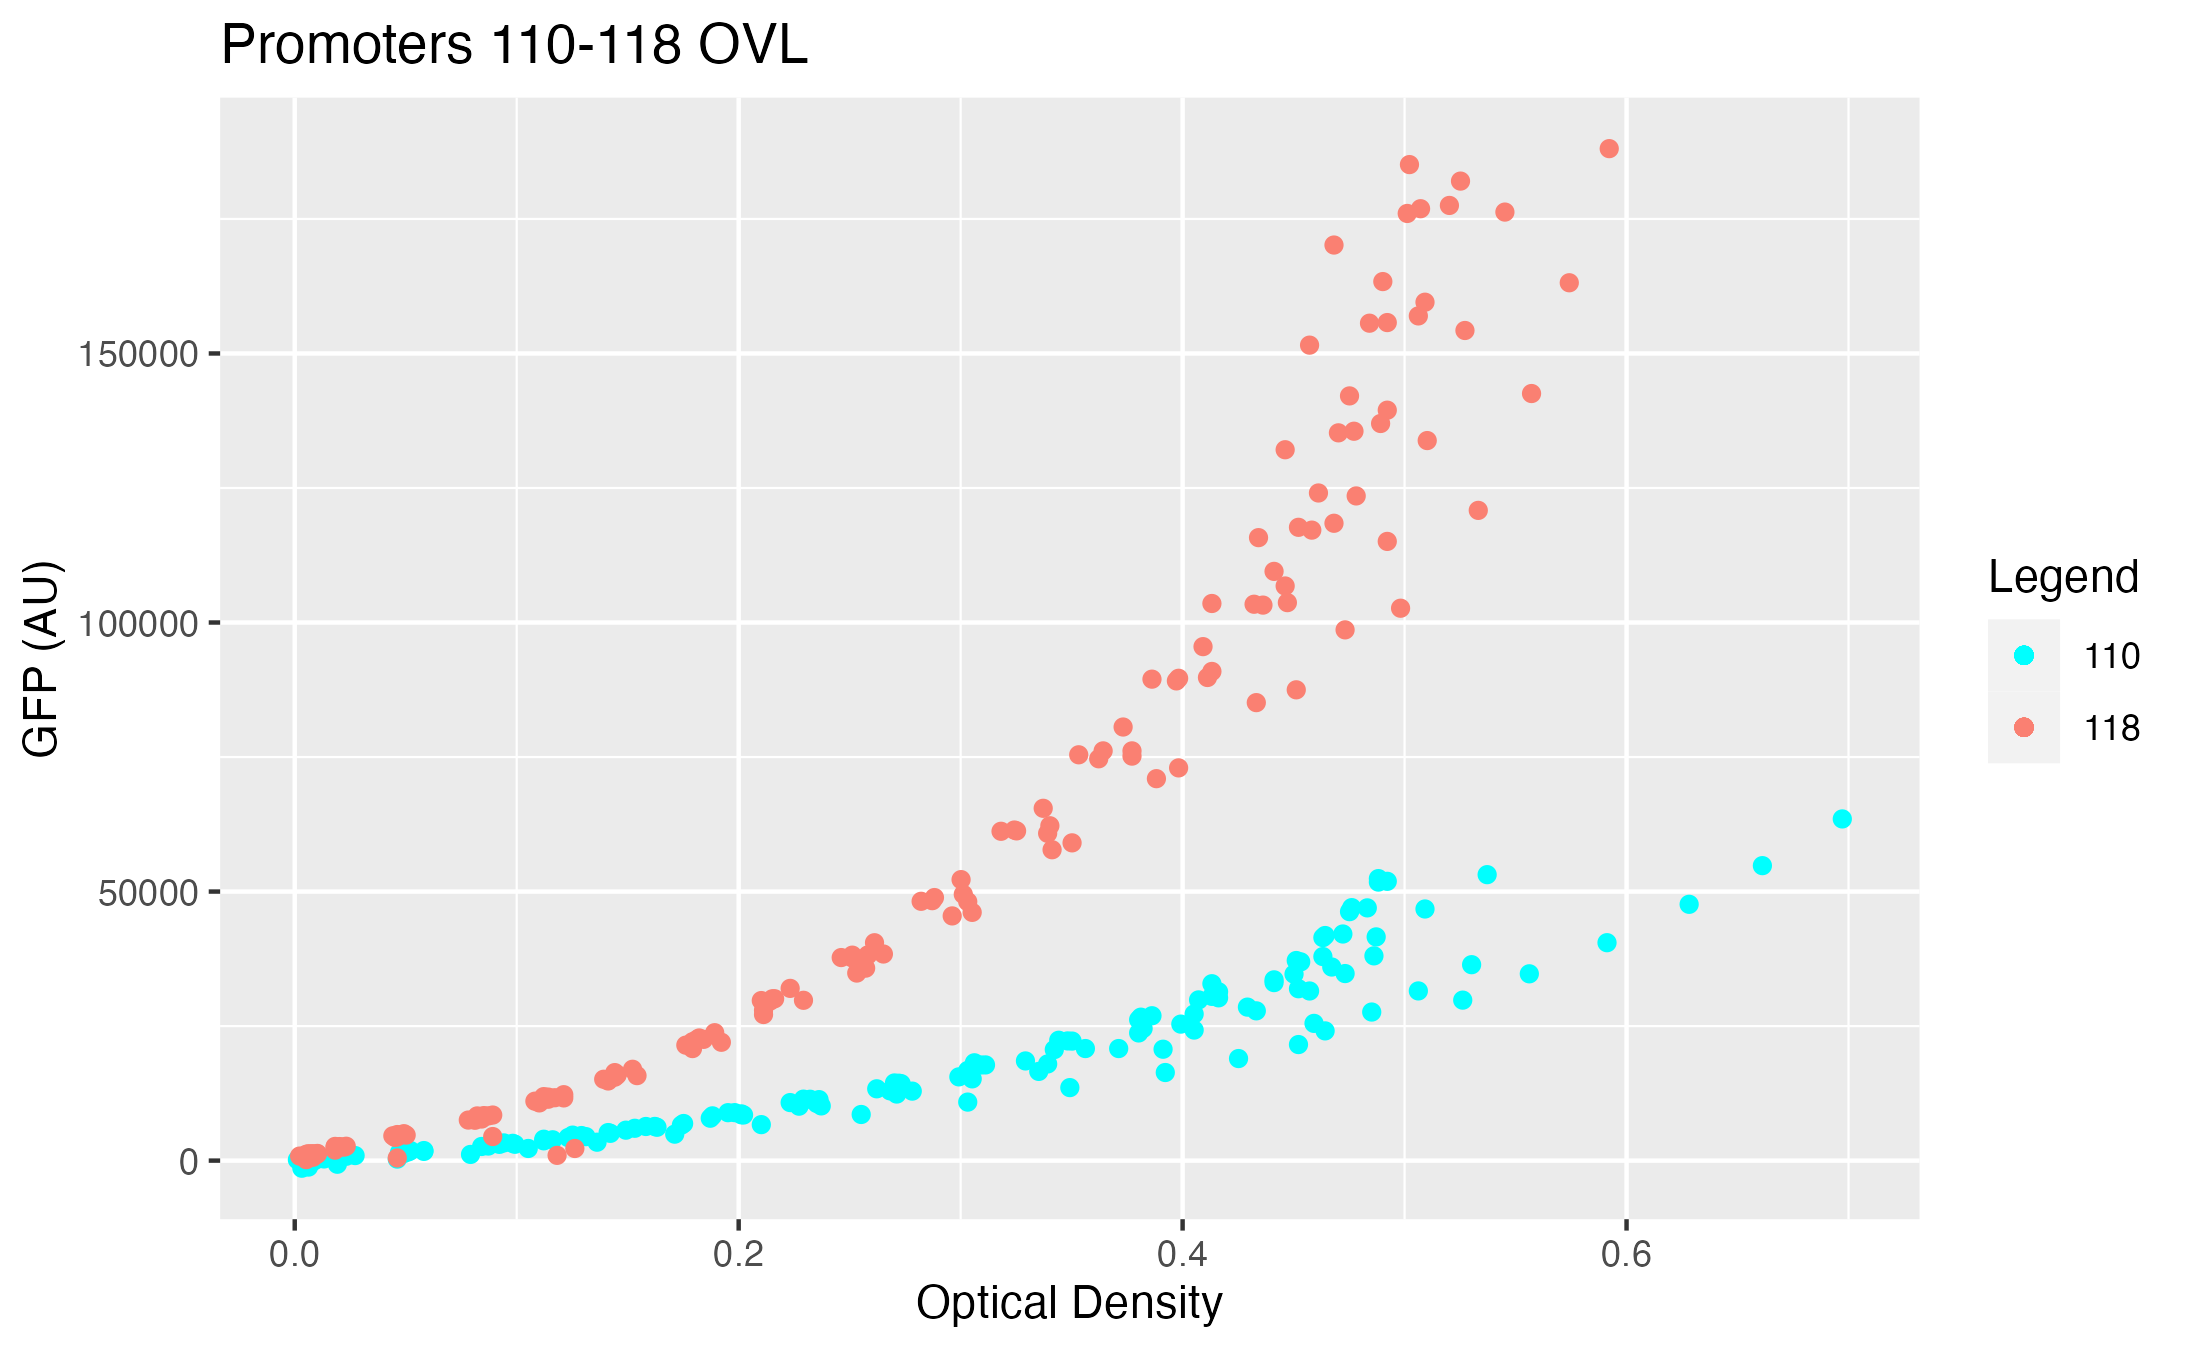 Promoters 110-118 OVL
GFP (AU)
150000
100000
50000
0
0.0
0.2
0.4
0.6
Optical Density
Legend
110
118